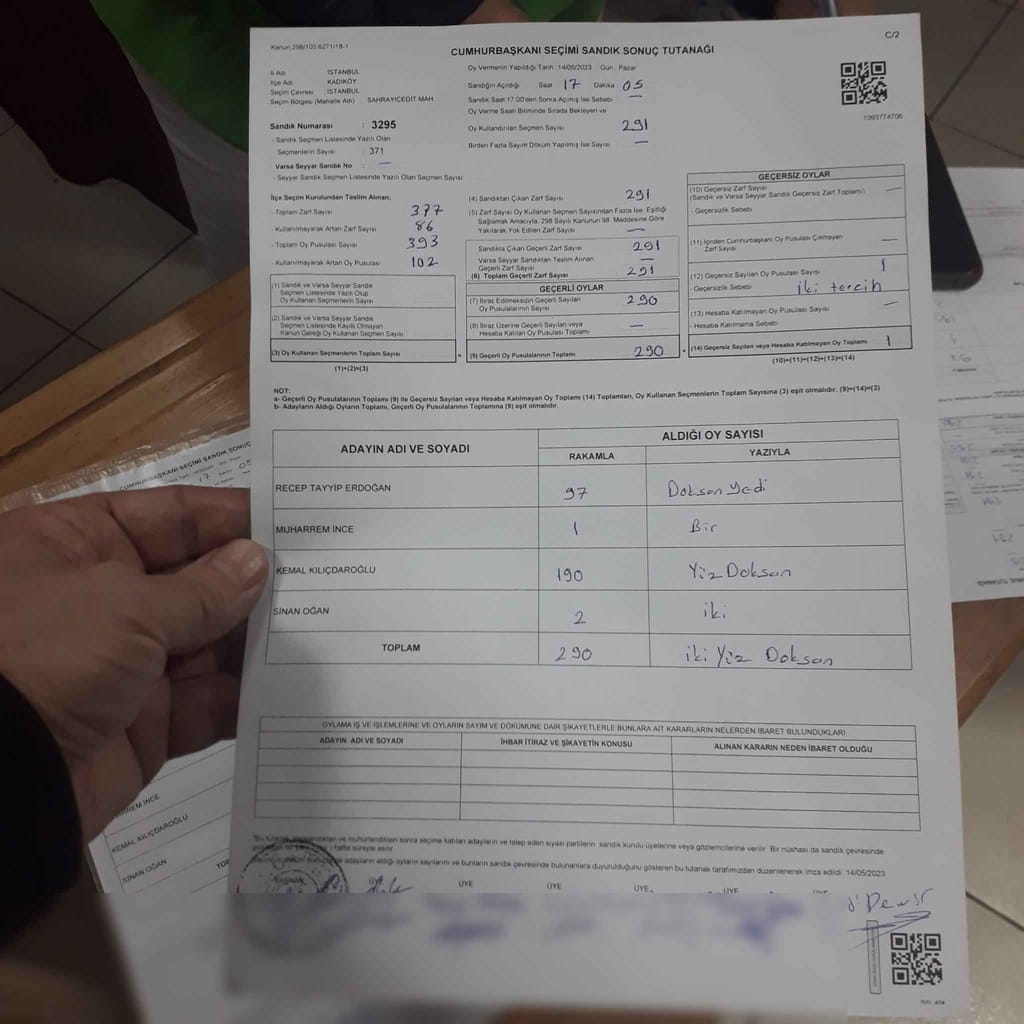 C/2
Kanun 298/105 6271/18-1
CUMHURBAŞKANI SEÇİMİ SANDIK SONUÇ TUTANAĞI
İl Adı : İSTANBUL
İlçe Adı : KADIKÖY
Seçim Çevresi : İSTANBUL
Seçim Bölgesi (Mahalle Adı) SAHRAYICEDİT MAH.
Sandık Numarası : 3295
- Sandık Seçmen Listesinde Yazılı Olan
Seçmenlerin Sayısı : 371
Varsa Seyyar Sandık No : —
- Seyyar Sandık Seçmen Listesinde Yazılı Olan Seçmen Sayısı
Oy Vermenin Yapıldığı Tarih :14/05/2023 Gün : Pazar
Sandığın Açıldığı Saat 17 Dakika 05
Sandık Saat 17:00'den Sonra Açımış İse Sebebi —
Oy Verme Saati Bitiminde Sırada Bekleyen ve
Oy Kullandırılan Seçmen Sayısı 291
Birden Fazla Sayım Döküm Yapılmış İse Sayısı —
1093774706
İlçe Seçim Kurulundan Teslim Alınan;
- Toplam Zarf Sayısı 377
- Kullanılmayarak Artan Zarf Sayısı 86
- Toplam Oy Pusulası Sayısı 393
- Kullanılmayarak Artan Oy Pusulası 102
(1) Sandık ve Varsa Seyyar Sandık
Seçmen Listesinde Yazılı Olup
Oy Kullanan Seçmenlerin Sayısı
(2) Sandık ve Varsa Seyyar Sandık
Seçmen Listesinde Kaydı Olmayan
Kanun Gereği Oy Kullanan Seçmen Sayısı
(3) Oy Kullanan Seçmenlerin Toplam Sayısı
(1)+(2)=(3)
(4) Sandıktan Çıkan Zarf Sayısı 291
(5) Zarf Sayısı Oy Kullanan Seçmen Sayısından Fazla İse, Eşitliği
Sağlamak Amacıyla, 298 Sayılı Kanunun 98. Maddesine Göre
Yakılarak Yok Edilen Zarf Sayısı —
Sandıkta Çıkan Geçerli Zarf Sayısı 291
Varsa Seyyar Sandıktan Teslim Alınan
Geçerli Zarf Sayısı —
(6) Toplam Geçerli Zarf Sayısı 291
GEÇERLİ OYLAR
(7) İtiraz Edilmeksizin Geçerli Sayılan
Oy Pusulalarının Sayısı 290
(8) İtiraz Üzerine Geçerli Sayılan veya
Hesaba Katılan Oy Pusulası Toplamı —
= (9) Geçerli Oy Pusulalarının Toplamı 290
GEÇERSİZ OYLAR
(10) Geçersiz Zarf Sayısı —
(Sandık ve Varsa Seyyar Sandığı Geçersiz Zarf Toplamı)
- Geçersizlik Sebebi
(11) İçinden Cumhurbaşkanı Oy Pusulası Çıkmayan
Zarf Sayısı —
(12) Geçersiz Sayılan Oy Pusulası Sayısı 1
- Geçersizlik Sebebi iki tercih
(13) Hesaba Katılmayan Oy Pusulası Sayısı —
- Hesaba Katılmama Sebebi
+ (14) Geçersiz Sayılan veya Hesaba Katılmayan Oy Toplamı 1
(10)+(11)+(12)+(13)=(14)
NOT:
a- Geçerli Oy Pusulalarının Toplamı (9) ile Geçersiz Sayılan veya Hesaba Katılmayan Oy Toplamı (14) Toplamları, Oy Kullanan Seçmenlerin Toplam Sayısına (3) eşit olmalıdır. (9)+(14)=(3)
b- Adayların Aldığı Oyların Toplamı, Geçerli Oy Pusulalarının Toplamına (9) eşit olmalıdır.
ADAYIN ADI VE SOYADI ALDIĞI OY SAYISI
RAKAMLA YAZIYLA
RECEP TAYYİP ERDOĞAN 97 Doksan yedi
MUHARREM İNCE 1 Bir
KEMAL KILIÇDAROĞLU 190 Yüz Doksan
SİNAN OĞAN 2 iki
TOPLAM 290 iki Yüz Doksan
OYLAMA İŞ VE İŞLEMLERİNE VE OYLARIN SAYIM VE DÖKÜMÜNE DAİR ŞİKAYETLERLE BUNLARA AİT KARARLARIN NELERDEN İBARET BULUNDUKLARI
ADAYIN ADI VE SOYADI İHBAR İTİRAZ VE ŞİKAYETİN KONUSU ALINAN KARARIN NEDEN İBARET OLDUĞU
mühürlendikten sonra seçime katılan adayların ve talep eden siyasi partilerin sandık kurulu üyelerine veya gözlemcilerine verilir. Bir nüshası da sandık çevresinde
hafta süreyle asılır.
adayların aldığı oyların sayılarını ve bunların sandık çevresinde bulunanlara duyurulduğunu gösteren bu tutanak tarafımızdan düzenlenerek imza edildi. 14/05/2023
BAŞKAN ÜYE ÜYE ÜYE ÜYE ÜYE ÜYE
CUMHURBAŞKANI SEÇİMİ SANDIK SONUÇ
17 05
KEMAL KILIÇDAROĞLU
SİNAN OĞAN